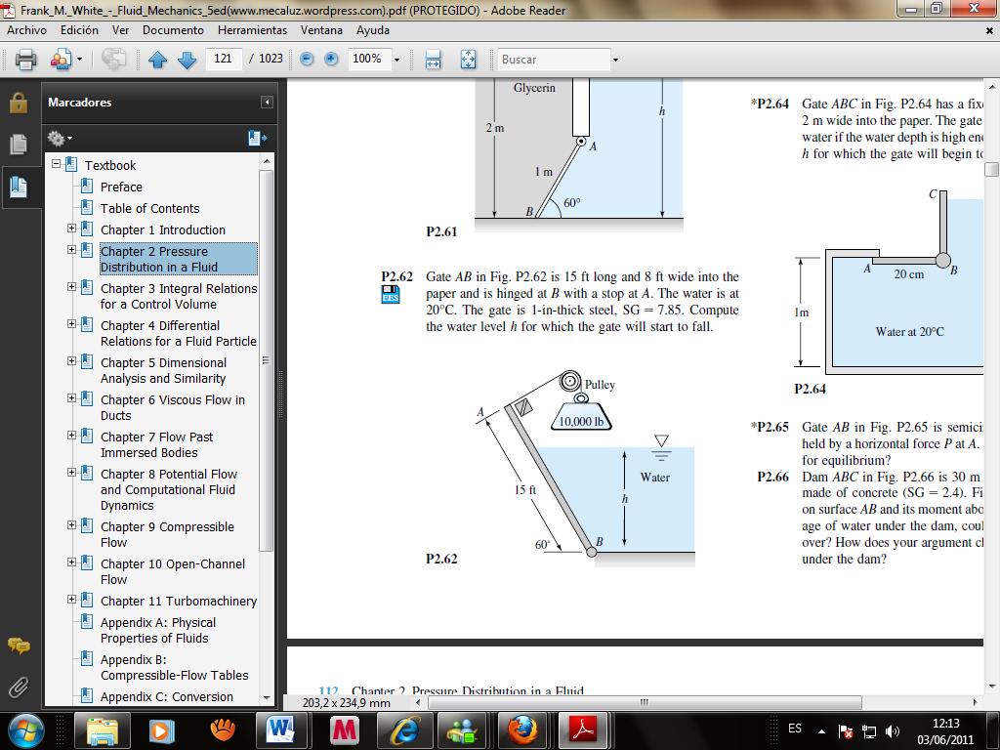 Frank_M._White_-_Fluid_Mechanics_5ed(www.mecaluz.wordpress.com).pdf (PROTEGIDO) - Adobe Reader
Archivo Edición Ver Documento Herramientas Ventana Ayuda
121 / 1023 100% Buscar
Marcadores
Textbook
Preface
Table of Contents
Chapter 1 Introduction
Chapter 2 Pressure
Distribution in a Fluid
Chapter 3 Integral Relations
for a Control Volume
Chapter 4 Differential
Relations for a Fluid Particle
Chapter 5 Dimensional
Analysis and Similarity
Chapter 6 Viscous Flow in
Ducts
Chapter 7 Flow Past
Immersed Bodies
Chapter 8 Potential Flow
and Computational Fluid
Dynamics
Chapter 9 Compressible
Flow
Chapter 10 Open-Channel
Flow
Chapter 11 Turbomachinery
Appendix A: Physical
Properties of Fluids
Appendix B:
Compressible-Flow Tables
Appendix C: Conversion
Glycerin
h
2 m
A
1 m
60°
B
P2.61
P2.62 Gate AB in Fig. P2.62 is 15 ft long and 8 ft wide into the
paper and is hinged at B with a stop at A. The water is at
20°C. The gate is 1-in-thick steel, SG = 7.85. Compute
the water level h for which the gate will start to fall.
EES
Pulley
A
10,000 lb
Water
15 ft
h
60°
B
P2.62
*P2.64 Gate ABC in Fig. P2.64 has a fix
2 m wide into the paper. The gate
water if the water depth is high en
h for which the gate will begin to
C
A
20 cm
B
1m
Water at 20°C
P2.64
*P2.65 Gate AB in Fig. P2.65 is semici
held by a horizontal force P at A.
for equilibrium?
P2.66 Dam ABC in Fig. P2.66 is 30 m
made of concrete (SG = 2.4). Fi
on surface AB and its moment abo
age of water under the dam, coul
over? How does your argument c
under the dam?
112 Chapter 2 Pressure Distribution in a Fluid
203,2 x 234,9 mm
ES
12:13
03/06/2011